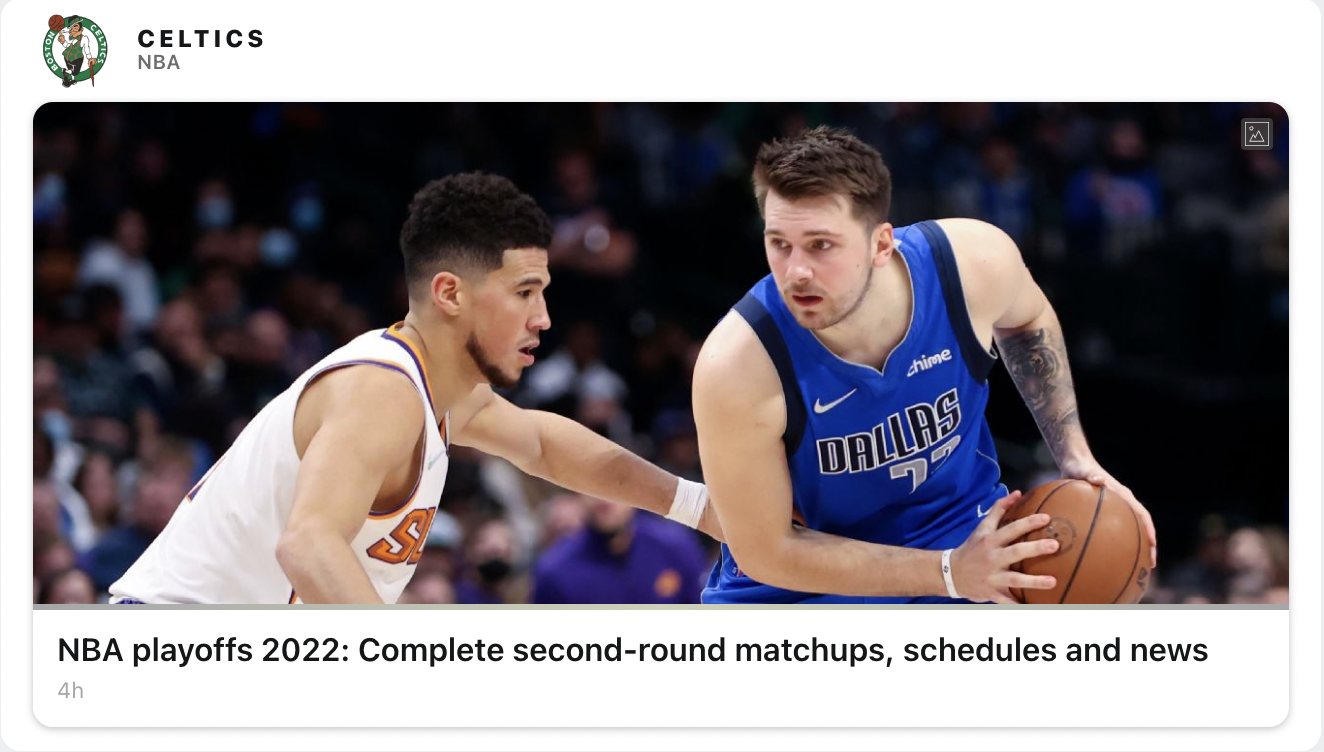 BOSTON CELTICS
CELTICS
NBA
chime
DALLAS
77
NBA playoffs 2022: Complete second-round matchups, schedules and news
4h